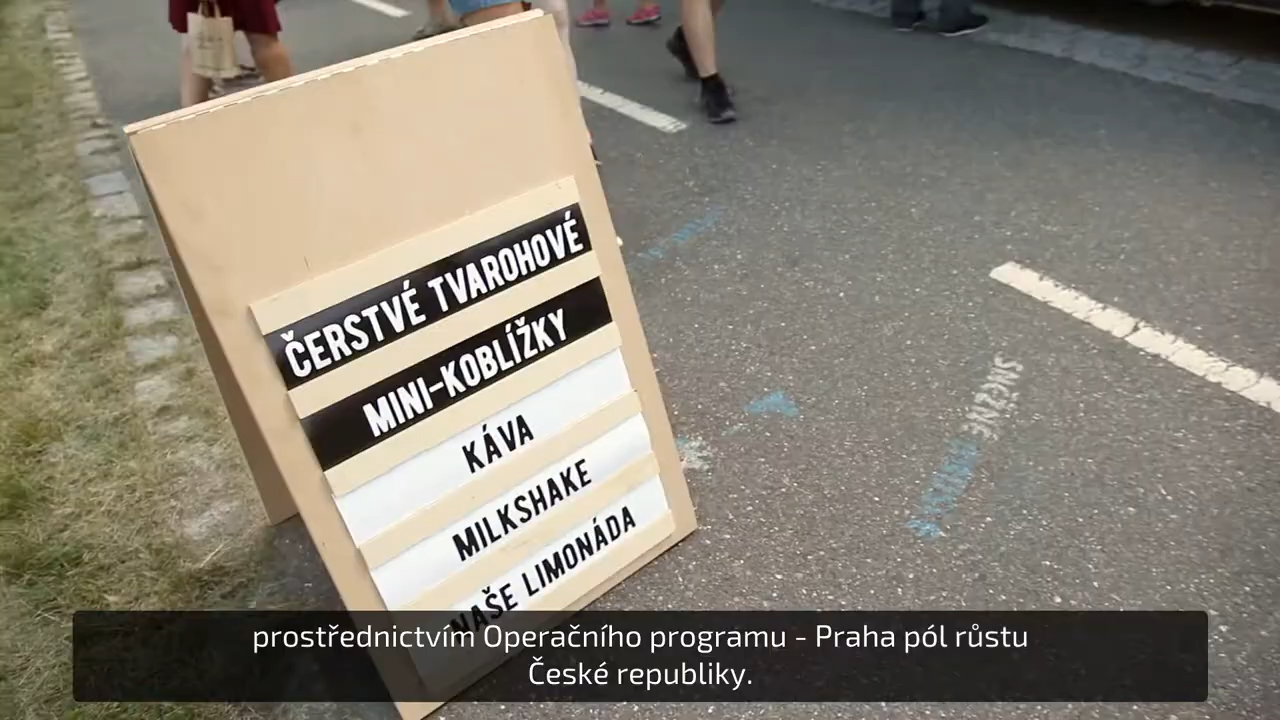 ČERSTVÉ TVAROHOVÉ
MINI-KOBLÍŽKY
KÁVA
MILKSHAKE
NAŠE LIMONÁDA
prostřednictvím Operačního programu - Praha pól růstu
České republiky.